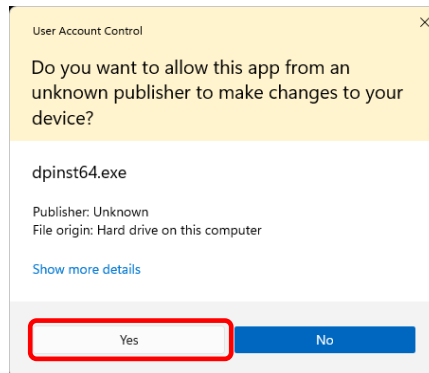 User Account Control
Do you want to allow this app from an
unknown publisher to make changes to your
device?
dpinst64.exe
Publisher: Unknown
File origin: Hard drive on this computer
Show more details
Yes
No